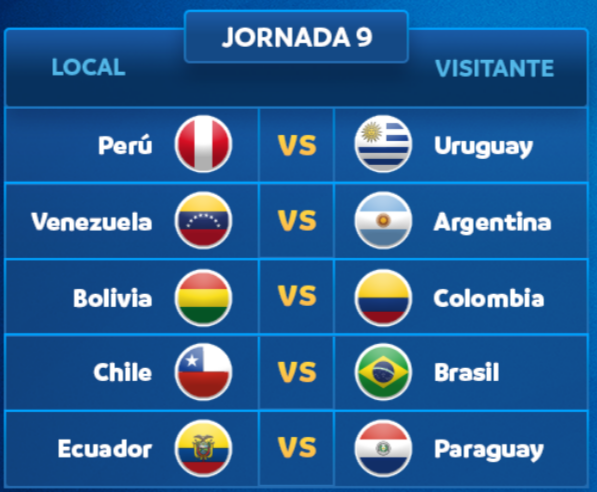 JORNADA 9
LOCAL VISITANTE
Perú VS Uruguay
Venezuela VS Argentina
Bolivia VS Colombia
Chile VS Brasil
Ecuador VS Paraguay